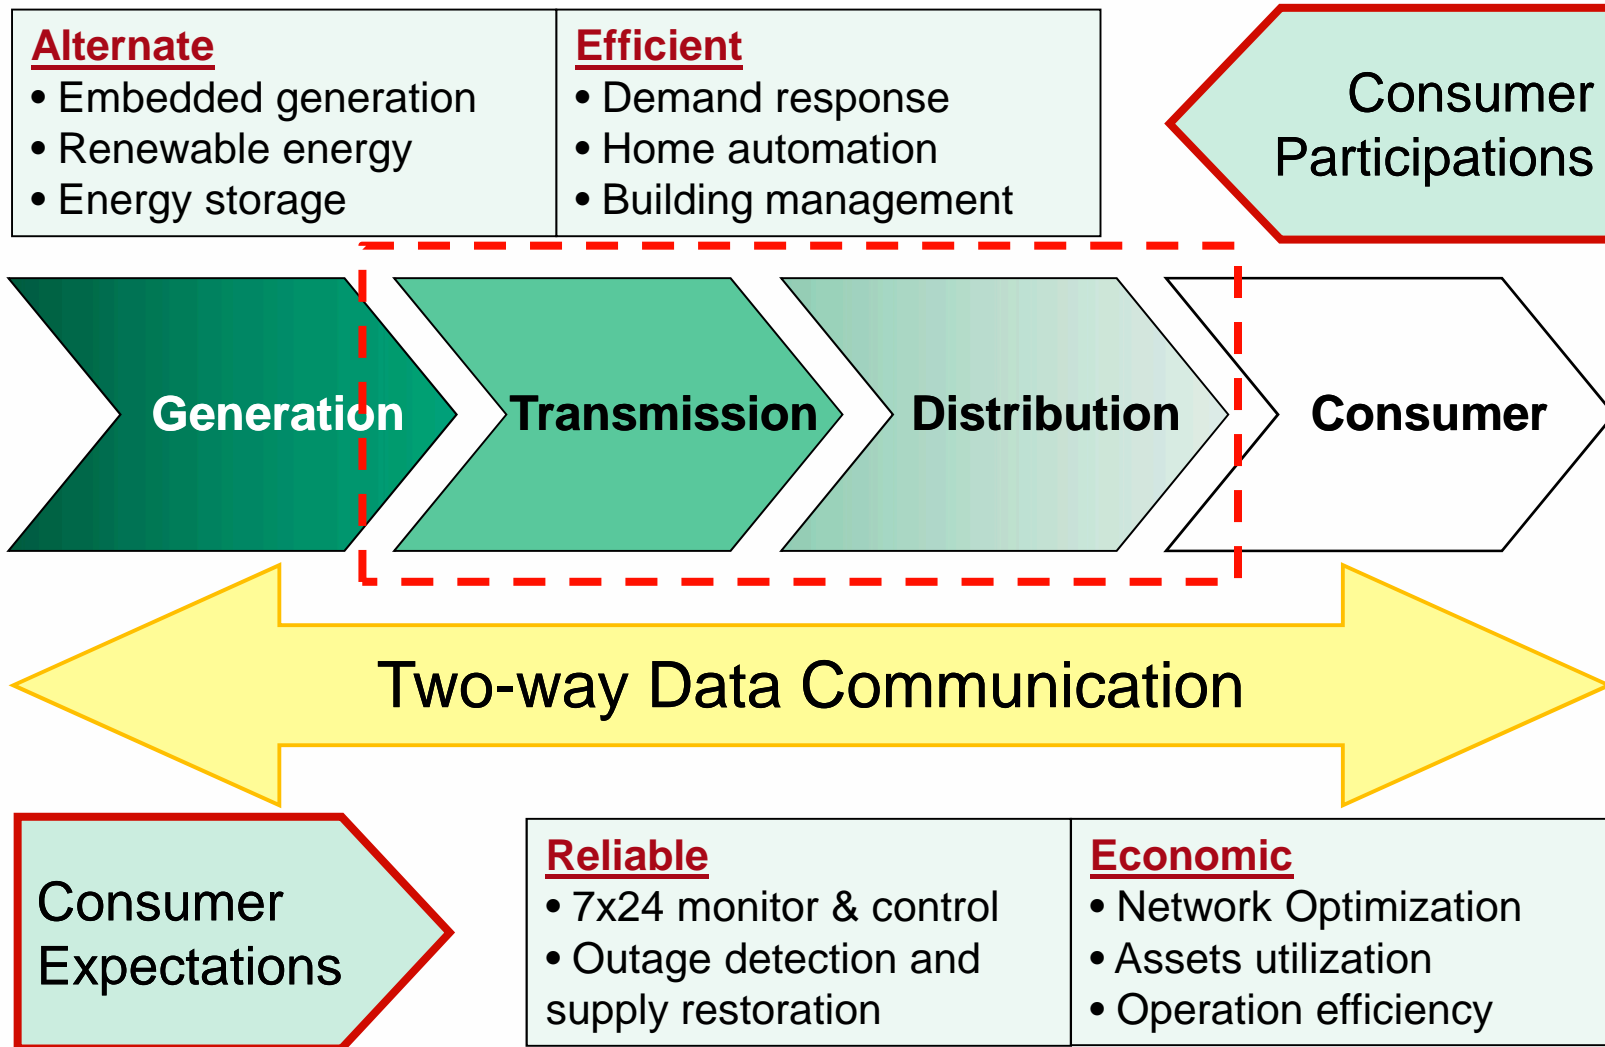 Alternate
• Embedded generation
• Renewable energy
• Energy storage
Efficient
• Demand response
• Home automation
• Building management
Consumer
Participations
Generation
Transmission
Distribution
Consumer
Two-way Data Communication
Consumer
Expectations
Reliable
• 7x24 monitor & control
• Outage detection and
supply restoration
Economic
• Network Optimization
• Assets utilization
• Operation efficiency